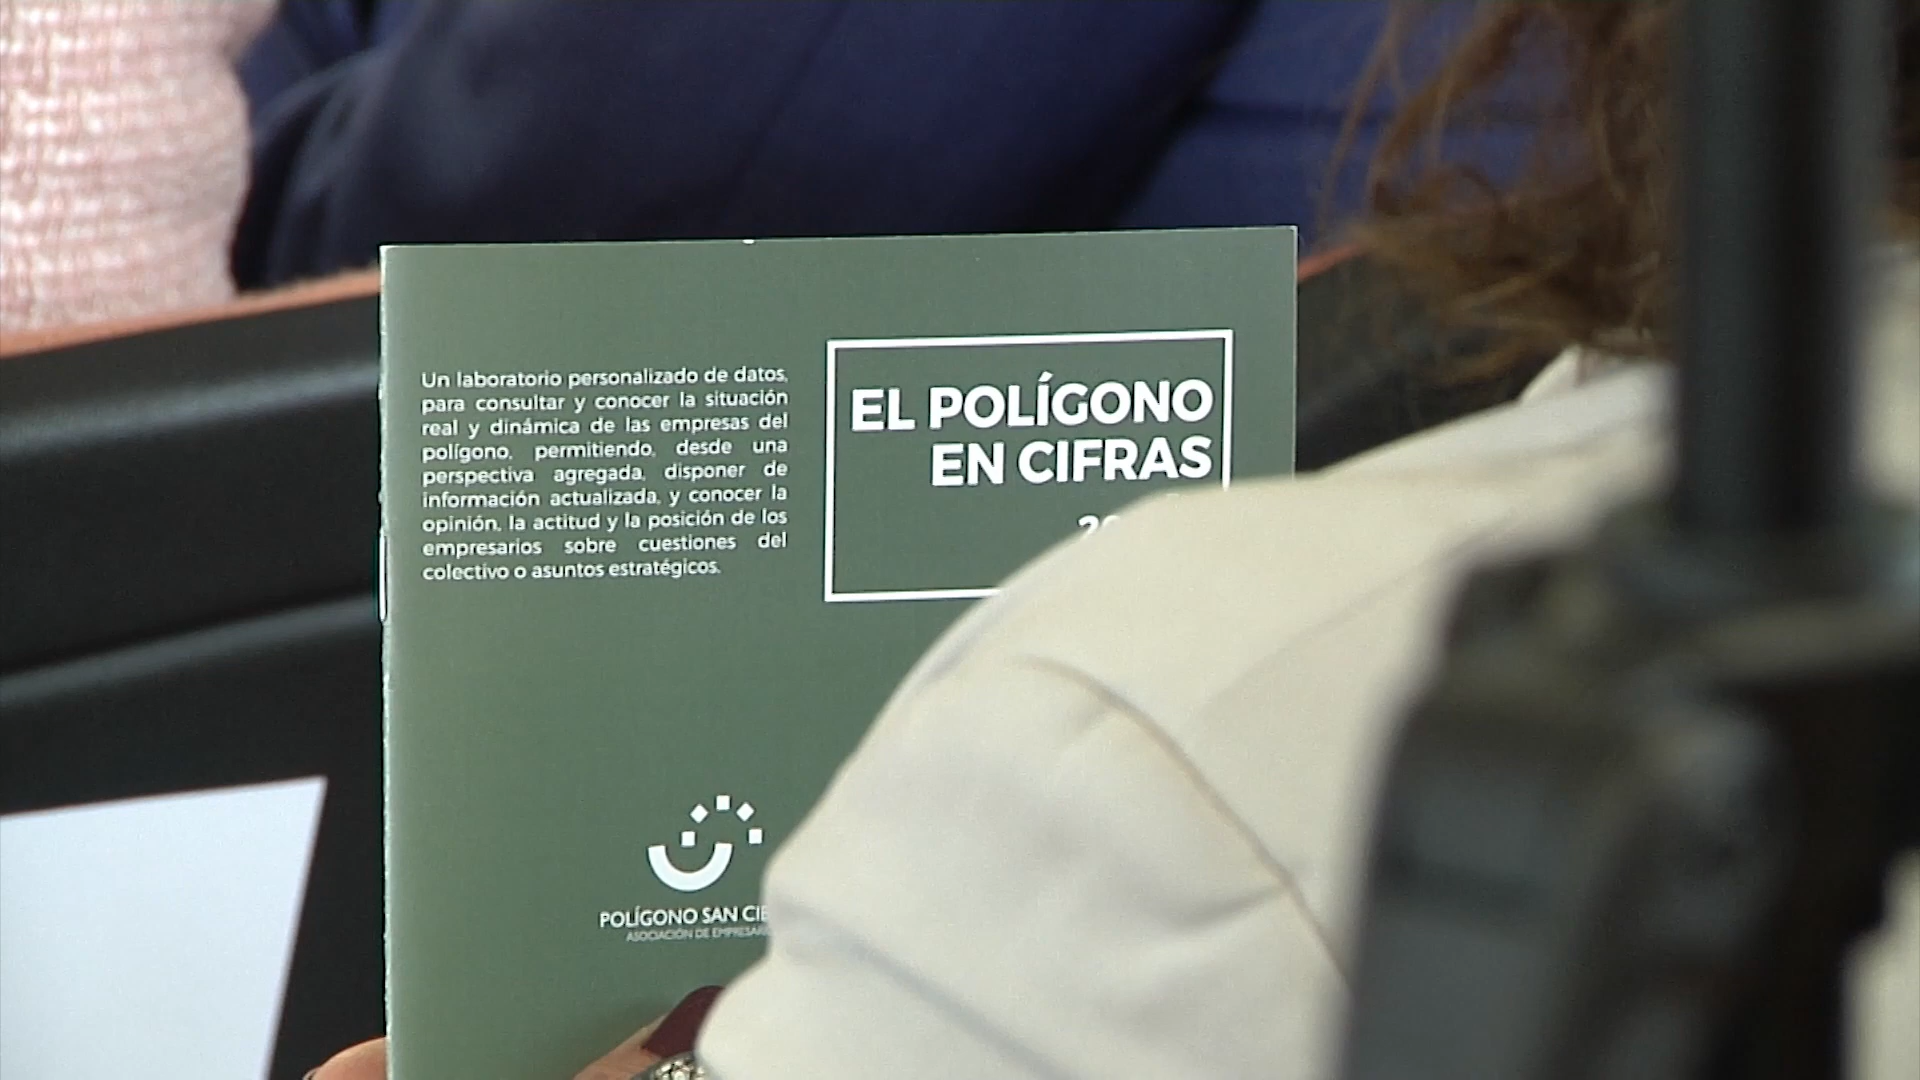 Un laboratorio personalizado de datos,
para consultar y conocer la situación
real y dinámica de las empresas del
polígono, permitiendo, desde una
perspectiva agregada, disponer de
información actualizada, y conocer la
opinión, la actitud y la posición de los
empresarios sobre cuestiones del
colectivo o asuntos estratégicos.
EL POLÍGONO
EN CIFRAS
POLÍGONO SAN
ASOCIACIÓN DE